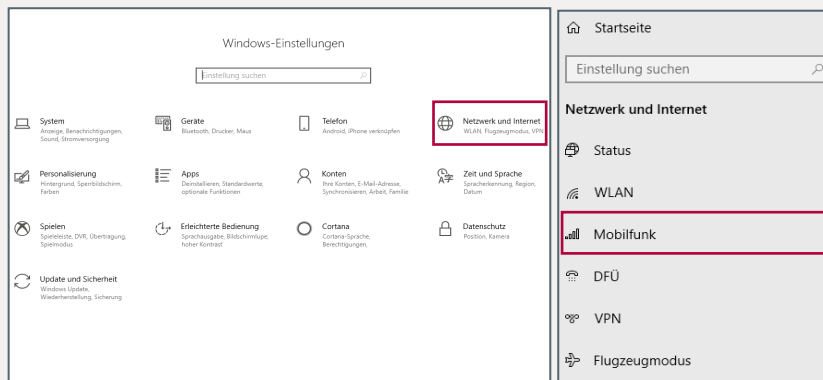 Windows-Einstellungen
Einstellung suchen
System
Anzeige, Benachrichtigungen,
Sound, Stromversorgung
Geräte
Bluetooth, Drucker, Maus
Telefon
Android, iPhone verknüpfen
Netzwerk und Internet
WLAN, Flugzeugmodus, VPN
Personalisierung
Hintergrund, Sperrbildschirm,
Farben
Apps
Deinstallieren, Standardwerte,
optionale Funktionen
Konten
Ihre Konten, E-Mail-Adresse,
Synchronisieren, Arbeit, Familie
Zeit und Sprache
Spracherkennung, Region,
Datum
Spielen
Spieleleiste, DVR, Übertragung,
Spielmodus
Erleichterte Bedienung
Sprachausgabe, Bildschirmlupe,
hoher Kontrast
Cortana
Cortana-Sprache,
Berechtigungen,
Datenschutz
Position, Kamera
Update und Sicherheit
Windows Update,
Wiederherstellung, Sicherung
Startseite
Einstellung suchen
Netzwerk und Internet
Status
WLAN
Mobilfunk
DFÜ
VPN
Flugzeugmodus